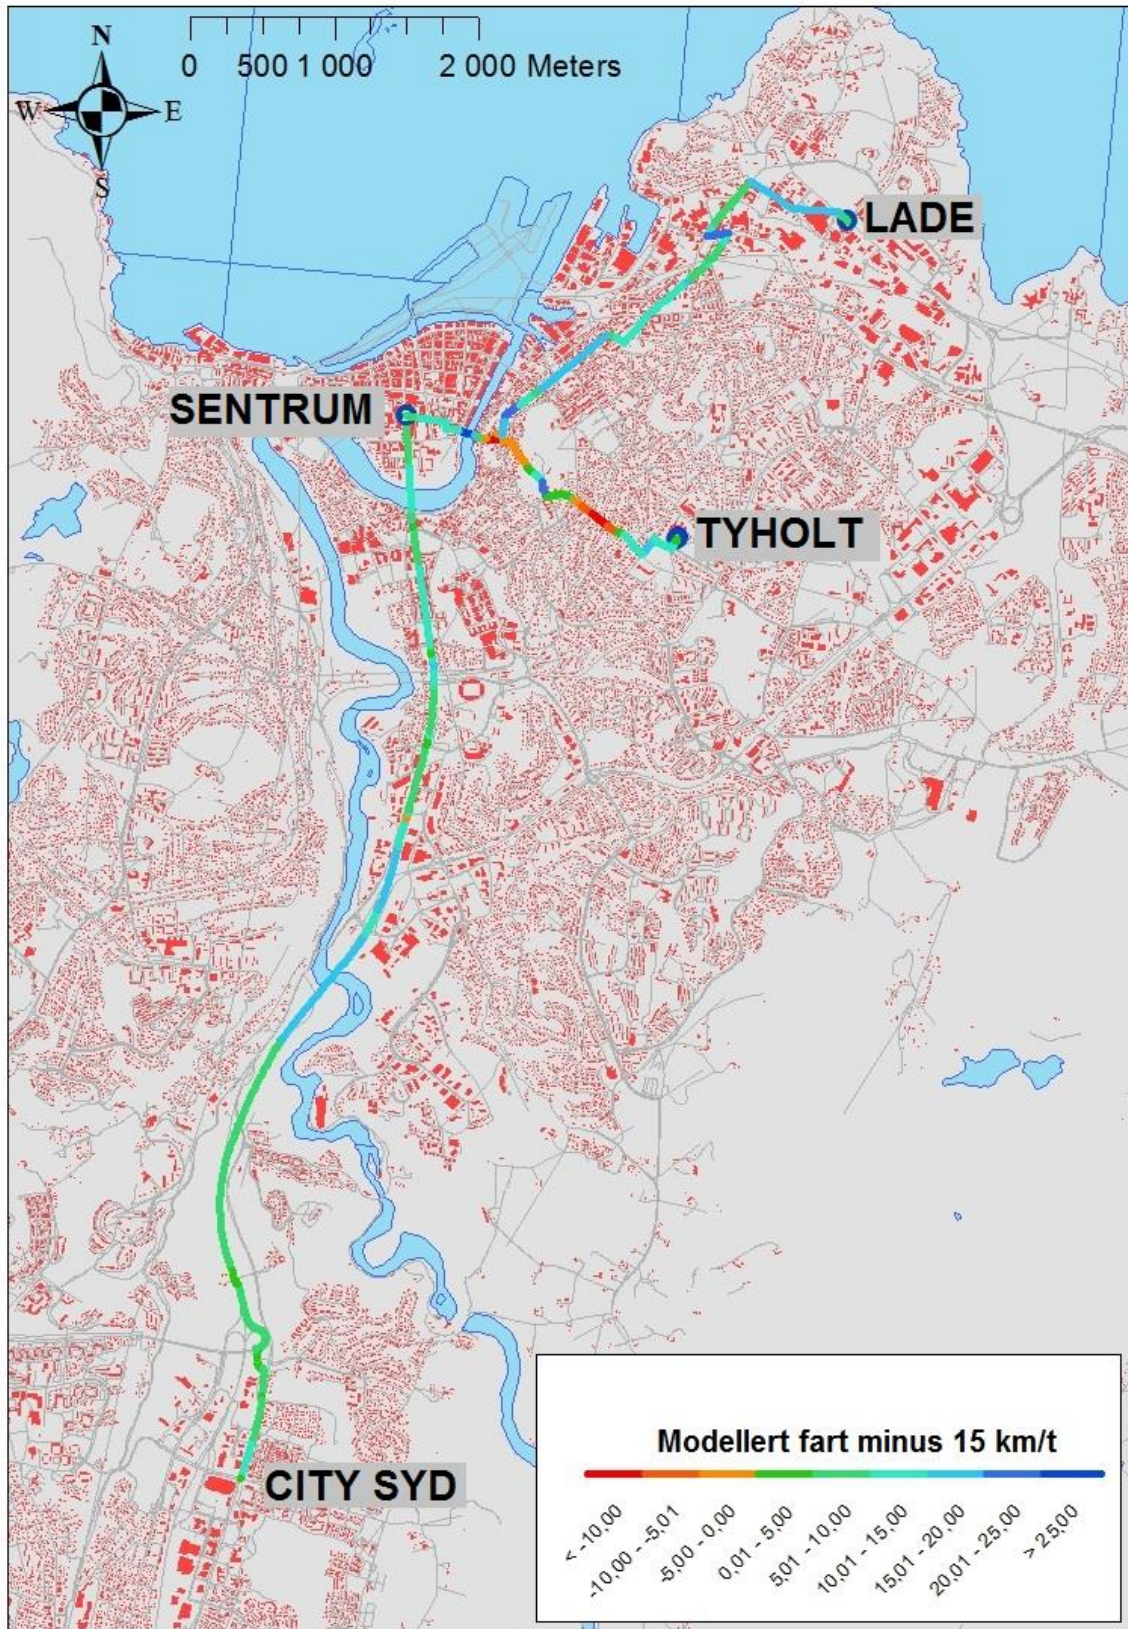 N
W E
S
0 500 1 000 2 000 Meters
LADE
SENTRUM
TYHOLT
CITY SYD
Modellert fart minus 15 km/t
< -10,00
-10,00 - -5,01
-5,00 - 0,00
0,01 - 5,00
5,01 - 10,00
10,01 - 15,00
15,01 - 20,00
20,01 - 25,00
> 25,00